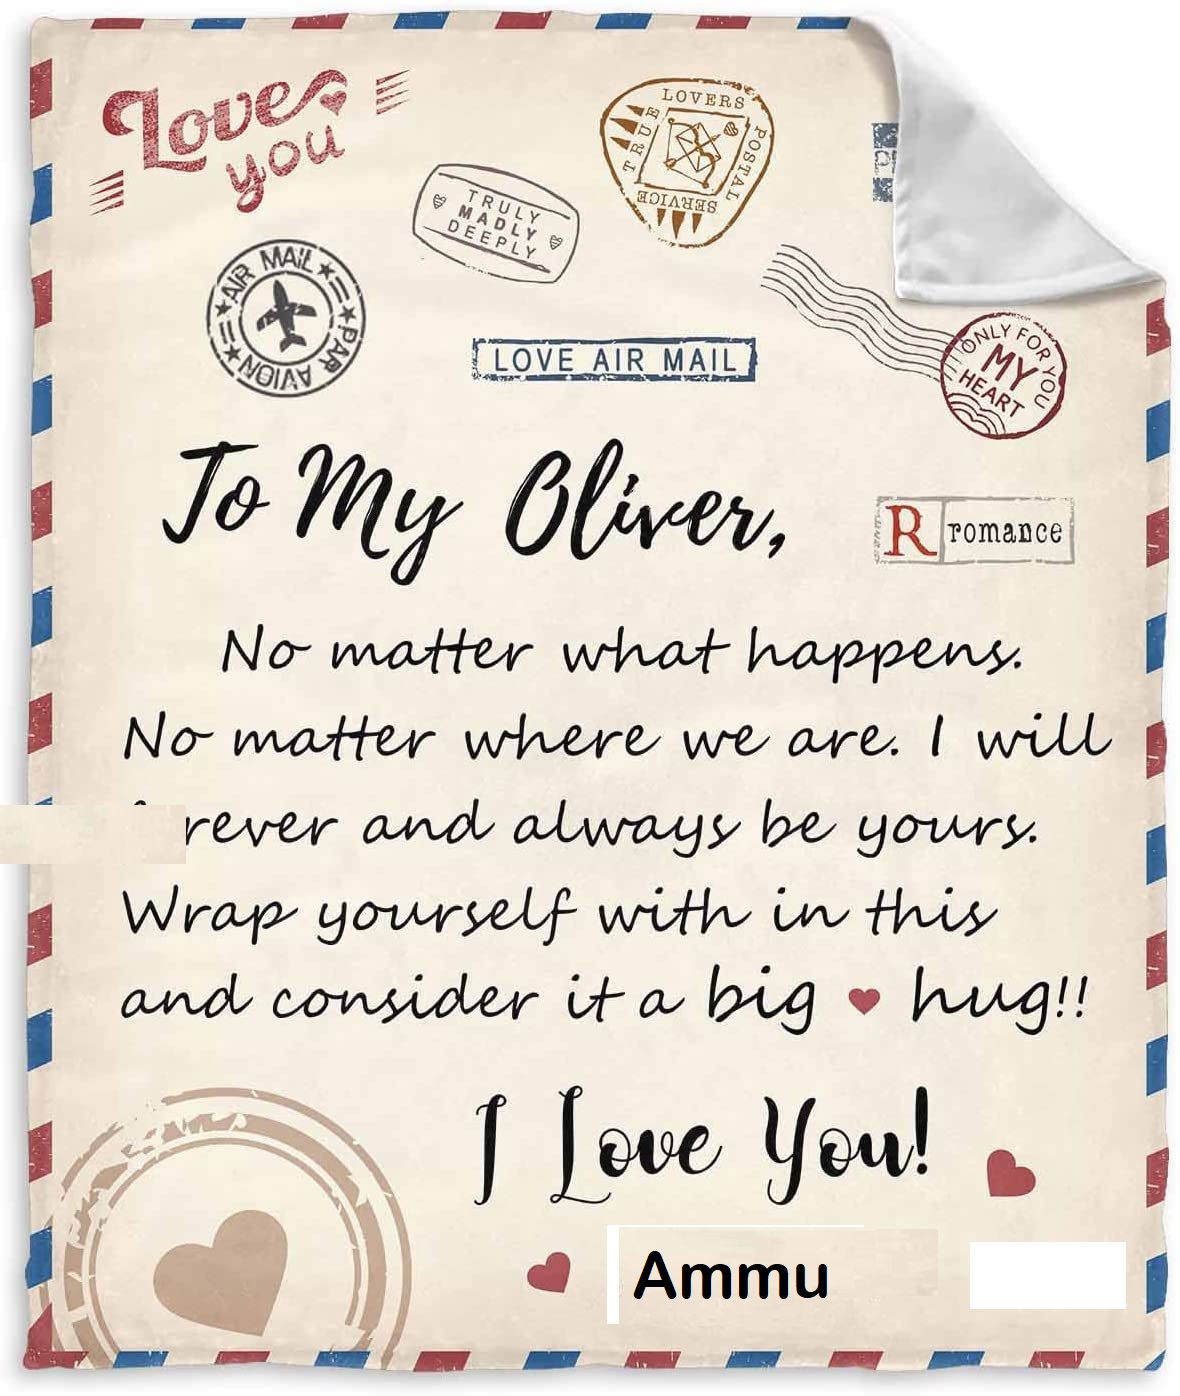 Love
you
TRUE LOVERS POSTAL SERVICE
TRULY
MADLY
DEEPLY
AIR MAIL
PAR AVION
LOVE AIR MAIL
ONLY FOR YOU
MY
HEART
To My Oliver,
R romance
No matter what happens.
No matter where we are. I will
rever and always be yours.
Wrap yourself with in this
and consider it a big hug!!
I Love You!
Ammu